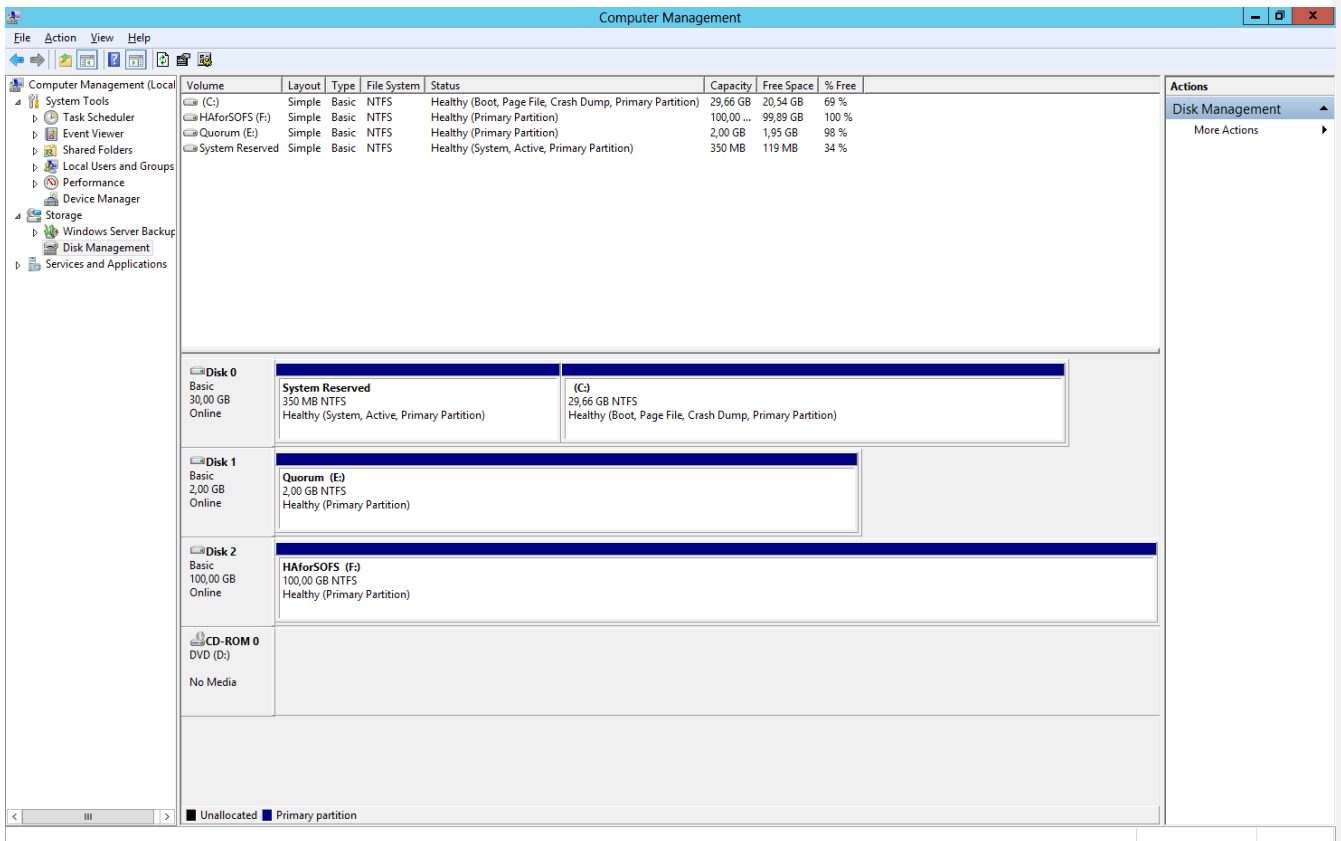 Computer Management
File Action View Help
Computer Management (Local
System Tools
Task Scheduler
Event Viewer
Shared Folders
Local Users and Groups
Performance
Device Manager
Storage
Windows Server Backup
Disk Management
Services and Applications
Volume Layout Type File System Status Capacity Free Space % Free
(C:) Simple Basic NTFS Healthy (Boot, Page File, Crash Dump, Primary Partition) 29,66 GB 20,54 GB 69 %
HAforSOFS (F:) Simple Basic NTFS Healthy (Primary Partition) 100,00 ... 99,89 GB 100 %
Quorum (E:) Simple Basic NTFS Healthy (Primary Partition) 2,00 GB 1,95 GB 98 %
System Reserved Simple Basic NTFS Healthy (System, Active, Primary Partition) 350 MB 119 MB 34 %
Disk 0
Basic
30,00 GB
Online
System Reserved
350 MB NTFS
Healthy (System, Active, Primary Partition)
(C:)
29,66 GB NTFS
Healthy (Boot, Page File, Crash Dump, Primary Partition)
Disk 1
Basic
2,00 GB
Online
Quorum (E:)
2,00 GB NTFS
Healthy (Primary Partition)
Disk 2
Basic
100,00 GB
Online
HAforSOFS (F:)
100,00 GB NTFS
Healthy (Primary Partition)
CD-ROM 0
DVD (D:)
No Media
Unallocated Primary partition
Actions
Disk Management
More Actions